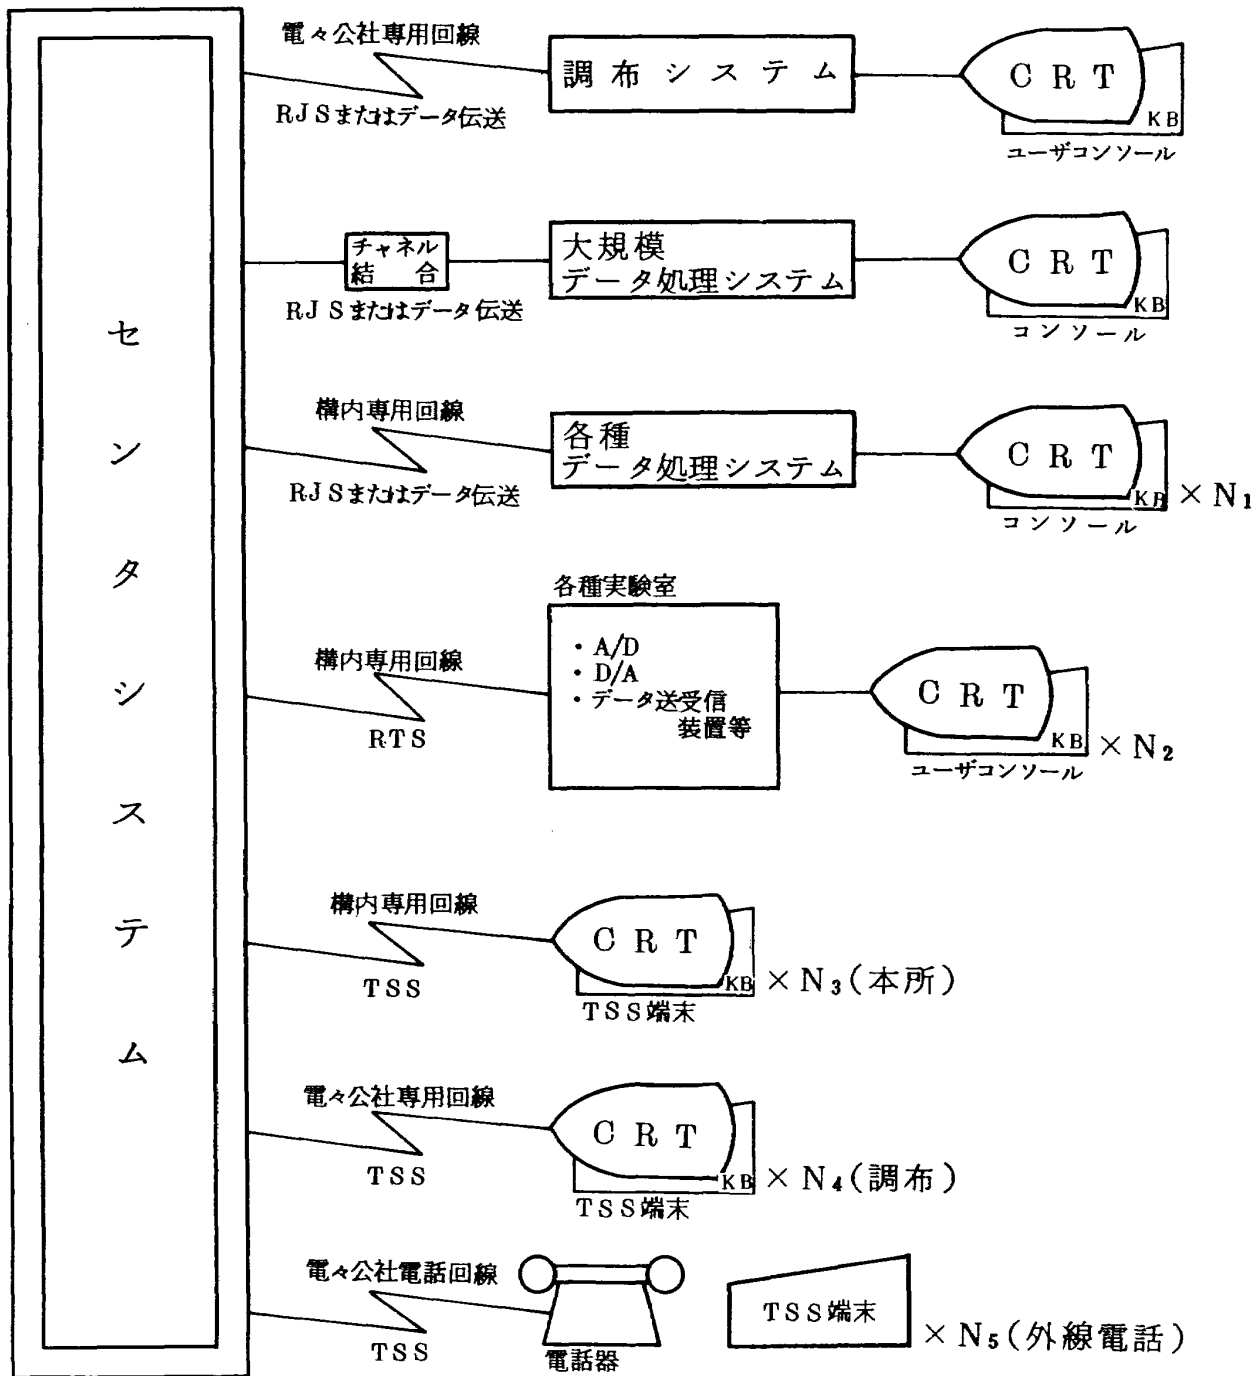 センタシステム
電々公社専用回線
RJSまたはデータ伝送
調布システム
CRT
KB
ユーザコンソール
チャネル
結合
RJSまたはデータ伝送
大規模
データ処理システム
CRT
KB
コンソール
構内専用回線
RJSまたはデータ伝送
各種
データ処理システム
CRT
KB
× N₁
コンソール
各種実験室
構内専用回線
RTS
・A/D
・D/A
・データ送受信
装置等
CRT
KB
× N₂
ユーザコンソール
構内専用回線
TSS
CRT
KB
× N₃(本所)
TSS端末
電々公社専用回線
TSS
CRT
KB
× N₄(調布)
TSS端末
電々公社電話回線
TSS
電話器
TSS端末
× N₅(外線電話)